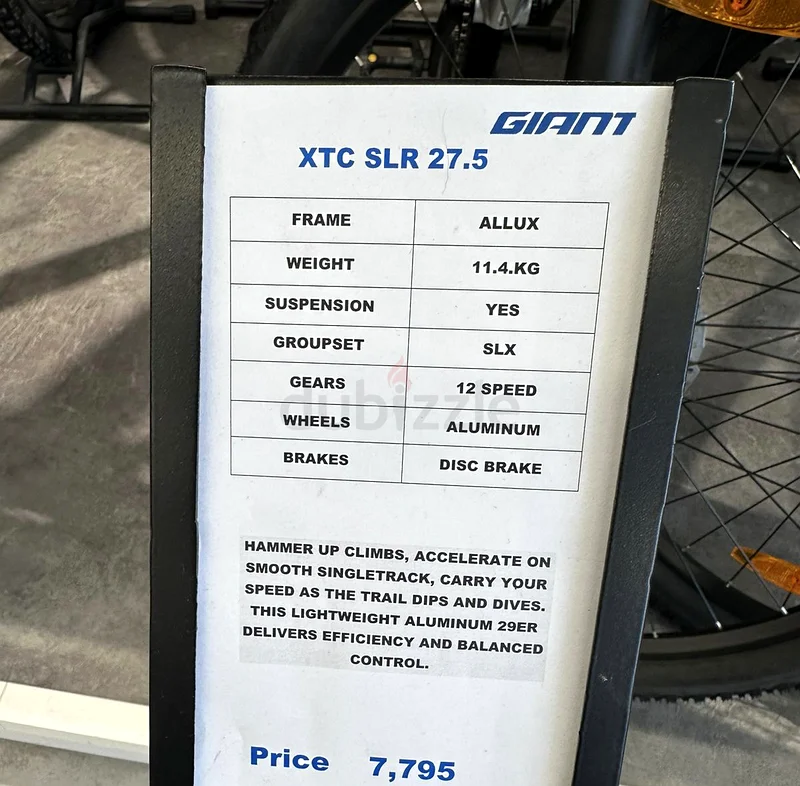 GIANT
XTC SLR 27.5
FRAME ALLUX
WEIGHT 11.4.KG
SUSPENSION YES
GROUPSET SLX
GEARS 12 SPEED
dubizzle
WHEELS ALUMINUM
BRAKES DISC BRAKE
HAMMER UP CLIMBS, ACCELERATE ON
SMOOTH SINGLETRACK, CARRY YOUR
SPEED AS THE TRAIL DIPS AND DIVES.
THIS LIGHTWEIGHT ALUMINUM 29ER
DELIVERS EFFICIENCY AND BALANCED
CONTROL.
Price 7,795